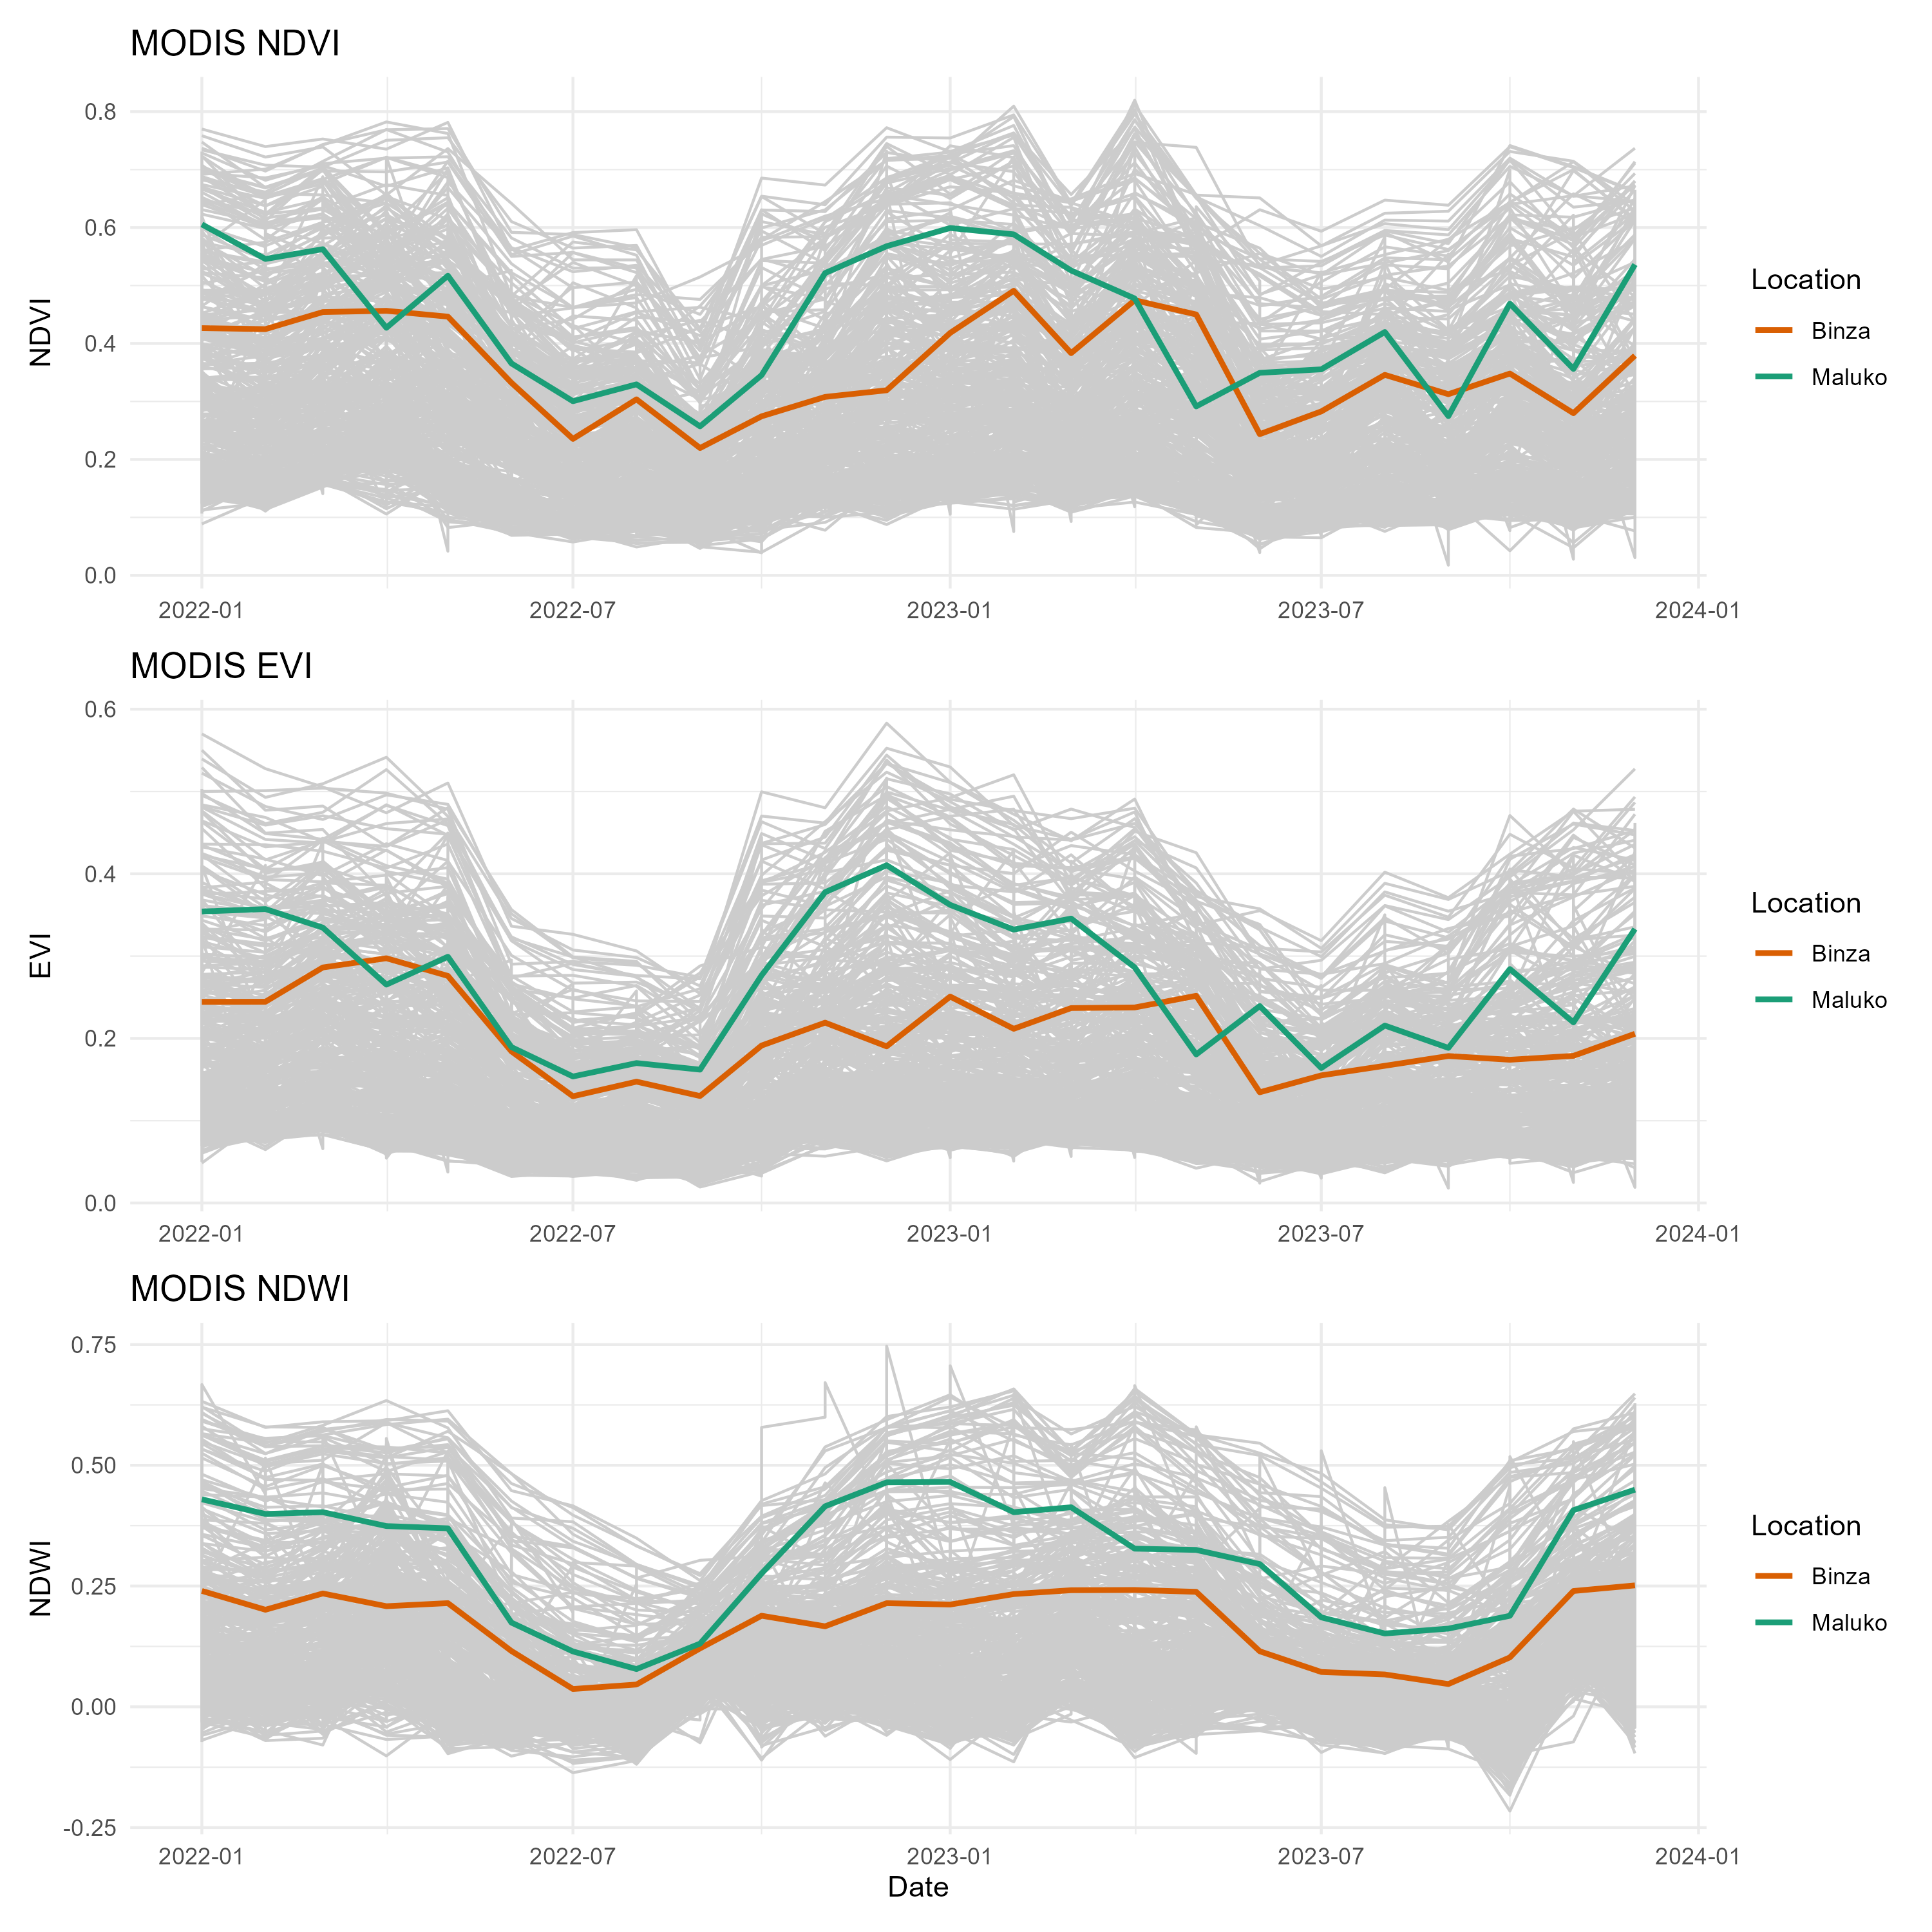 MODIS NDVI
NDVI
0.8
0.6
0.4
0.2
0.0
2022-01 2022-07 2023-01 2023-07 2024-01
Location
Binza
Maluko
MODIS EVI
EVI
0.6
0.4
0.2
0.0
2022-01 2022-07 2023-01 2023-07 2024-01
Location
Binza
Maluko
MODIS NDWI
NDWI
0.75
0.50
0.25
0.00
-0.25
2022-01 2022-07 2023-01 2023-07 2024-01
Date
Location
Binza
Maluko